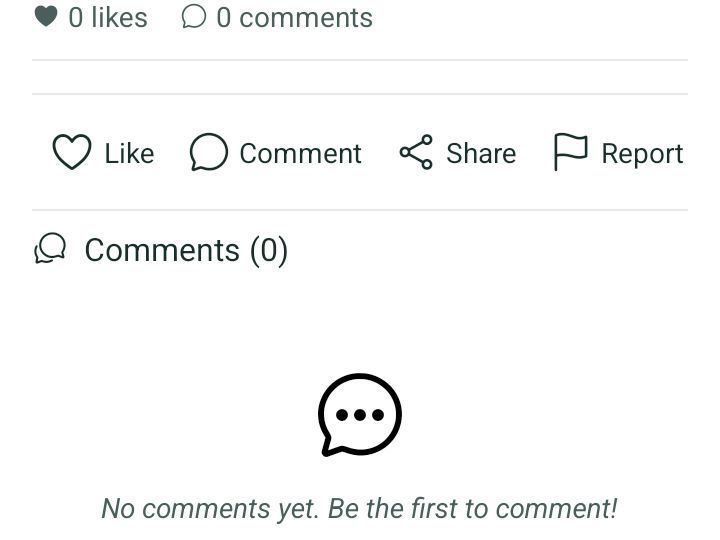 0 likes 0 comments
Like Comment Share Report
Comments (0)
No comments yet. Be the first to comment!